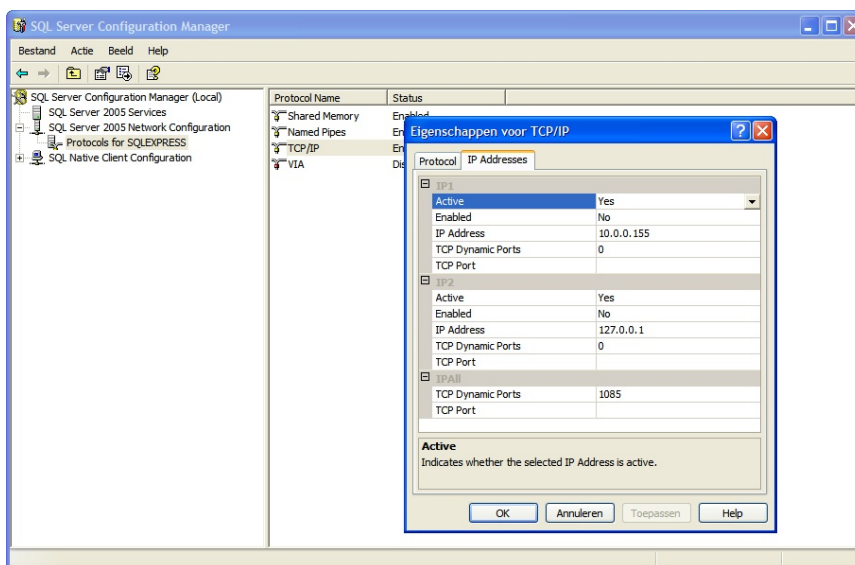 SQL Server Configuration Manager
Bestand Actie Beeld Help
SQL Server Configuration Manager (Local)
SQL Server 2005 Services
SQL Server 2005 Network Configuration
Protocols for SQLEXPRESS
SQL Native Client Configuration
Protocol Name Status
Shared Memory Enabled
Named Pipes En
TCP/IP En
VIA Dis
Eigenschappen voor TCP/IP
Protocol IP Addresses
IP1
Active Yes
Enabled No
IP Address 10.0.0.155
TCP Dynamic Ports 0
TCP Port
IP2
Active Yes
Enabled No
IP Address 127.0.0.1
TCP Dynamic Ports 0
TCP Port
IPAll
TCP Dynamic Ports 1085
TCP Port
Active
Indicates whether the selected IP Address is active.
OK Annuleren Toepassen Help